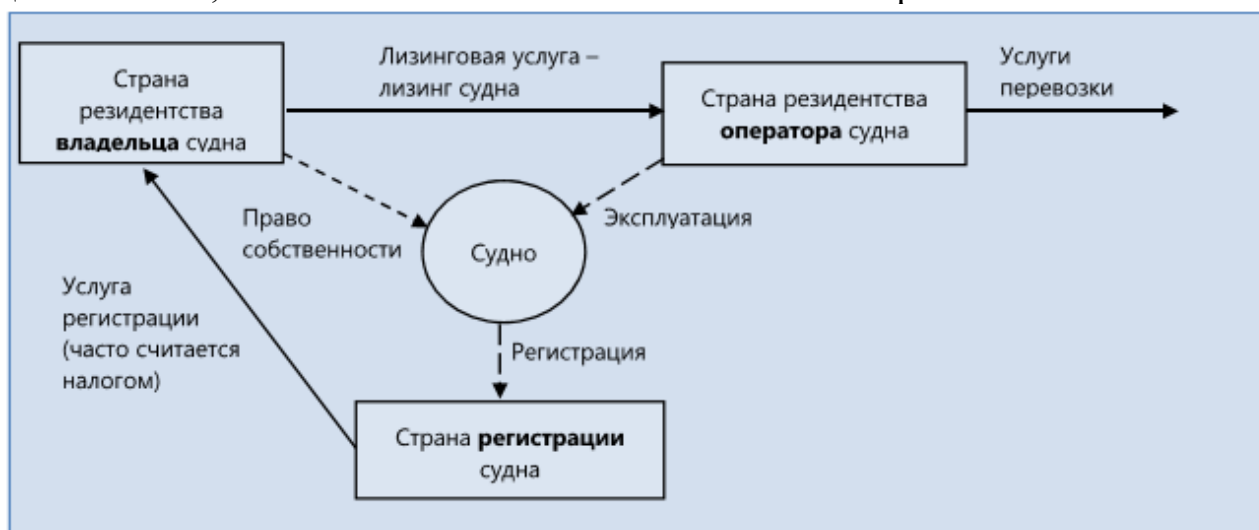 Страна
резидентства
владельца судна
Лизинговая услуга –
лизинг судна
Страна резидентства
оператора судна
Услуги
перевозки
Право
собственности
Судно
Эксплуатация
Услуга
регистрации
(часто считается
налогом)
Регистрация
Страна регистрации
судна